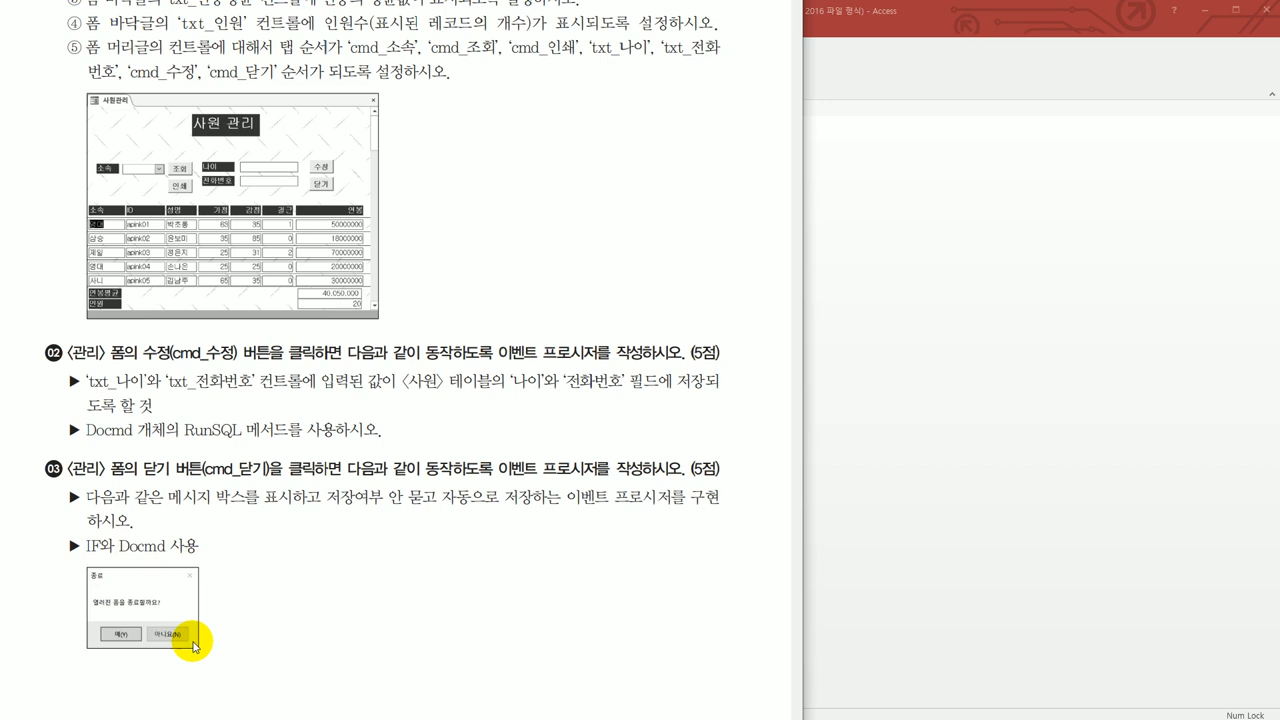 ④ 폼 바닥글의 ‘txt_인원’ 컨트롤에 인원수(표시된 레코드의 개수)가 표시되도록 설정하시오.
⑤ 폼 머리글의 컨트롤에 대해서 탭 순서가 ‘cmd_소속’, ‘cmd_조회’, ‘cmd_인쇄’, ‘txt_나이’, ‘txt_전화
번호’, ‘cmd_수정’, ‘cmd_닫기’ 순서가 되도록 설정하시오.
사원관리
사원 관리
소속 조회 나이 수정
인쇄 전화번호 닫기
소속 ID 성명 가점 감점 결근 연봉
apink01 박초롱 63 35 1 50000000
삼승 apink02 윤보미 35 85 0 18000000
제일 apink03 정은지 25 31 2 70000000
영대 apink04 손나은 25 25 0 20000000
사니 apink05 김남주 65 35 0 30000000
연봉평균 40,050,000
인원 20
02 〈관리〉 폼의 수정(cmd_수정) 버튼을 클릭하면 다음과 같이 동작하도록 이벤트 프로시저를 작성하시오. (5점)
▶ ‘txt_나이’와 ‘txt_전화번호’ 컨트롤에 입력된 값이 〈사원〉 테이블의 ‘나이’와 ‘전화번호’ 필드에 저장되
도록 할 것
▶ Docmd 개체의 RunSQL 메서드를 사용하시오.
03 〈관리〉 폼의 닫기 버튼(cmd_닫기)을 클릭하면 다음과 같이 동작하도록 이벤트 프로시저를 작성하시오. (5점)
▶ 다음과 같은 메시지 박스를 표시하고 저장여부 안 묻고 자동으로 저장하는 이벤트 프로시저를 구현
하시오.
▶ IF와 Docmd 사용
종료
열려진 폼을 종료할까요?
예(Y) 아니요(N)
2016 파일 형식) - Access
Num Lock